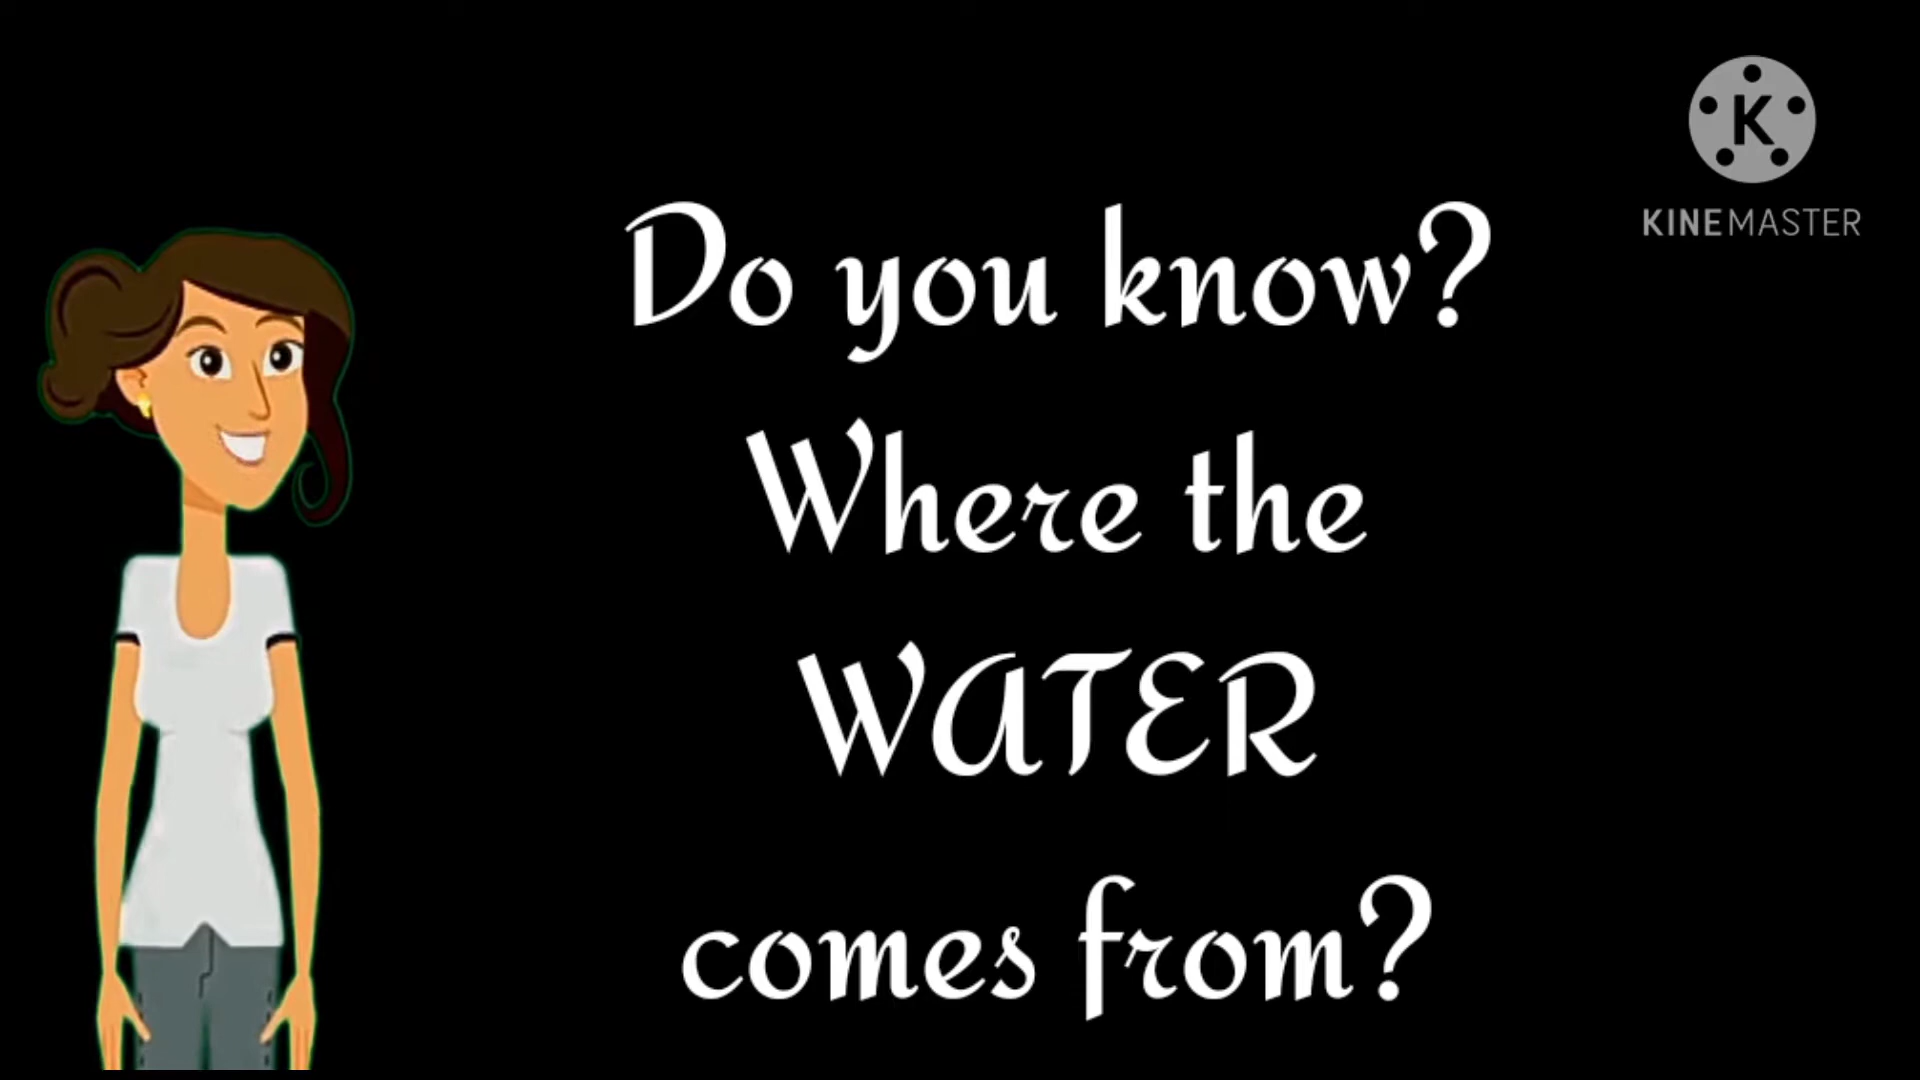 K
KINEMASTER
Do you know?
Where the
WATER
comes from?